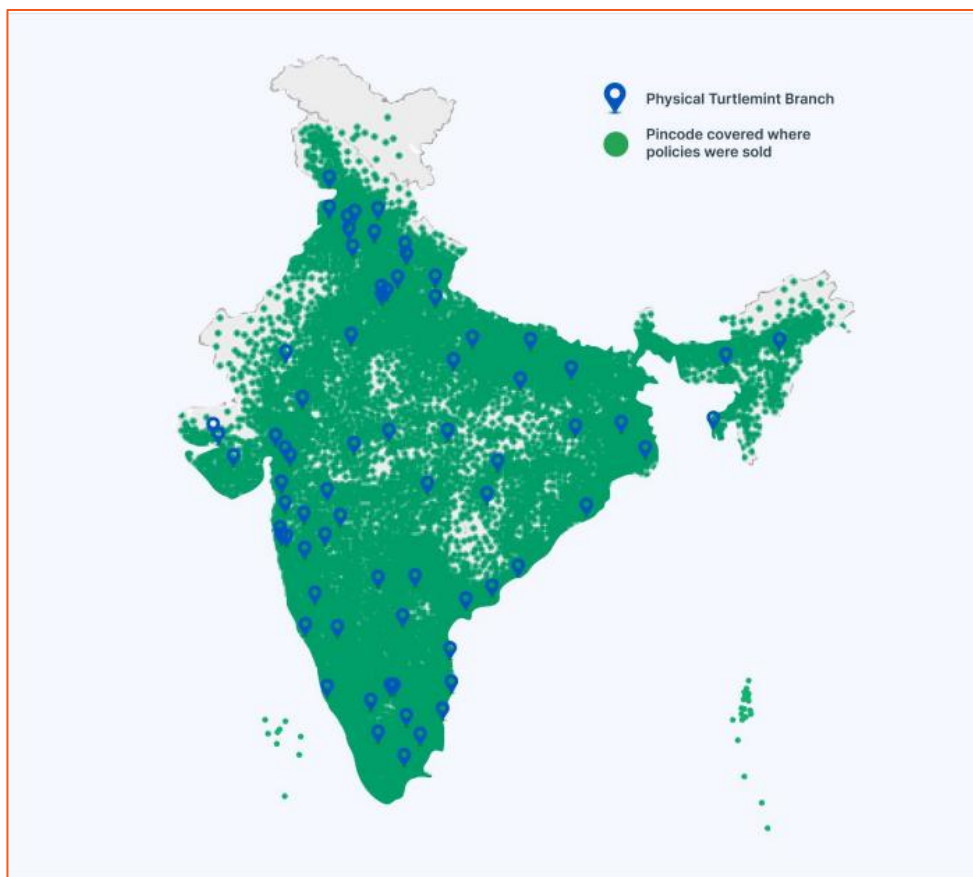 Physical Turtlemint Branch
Pincode covered where
policies were sold